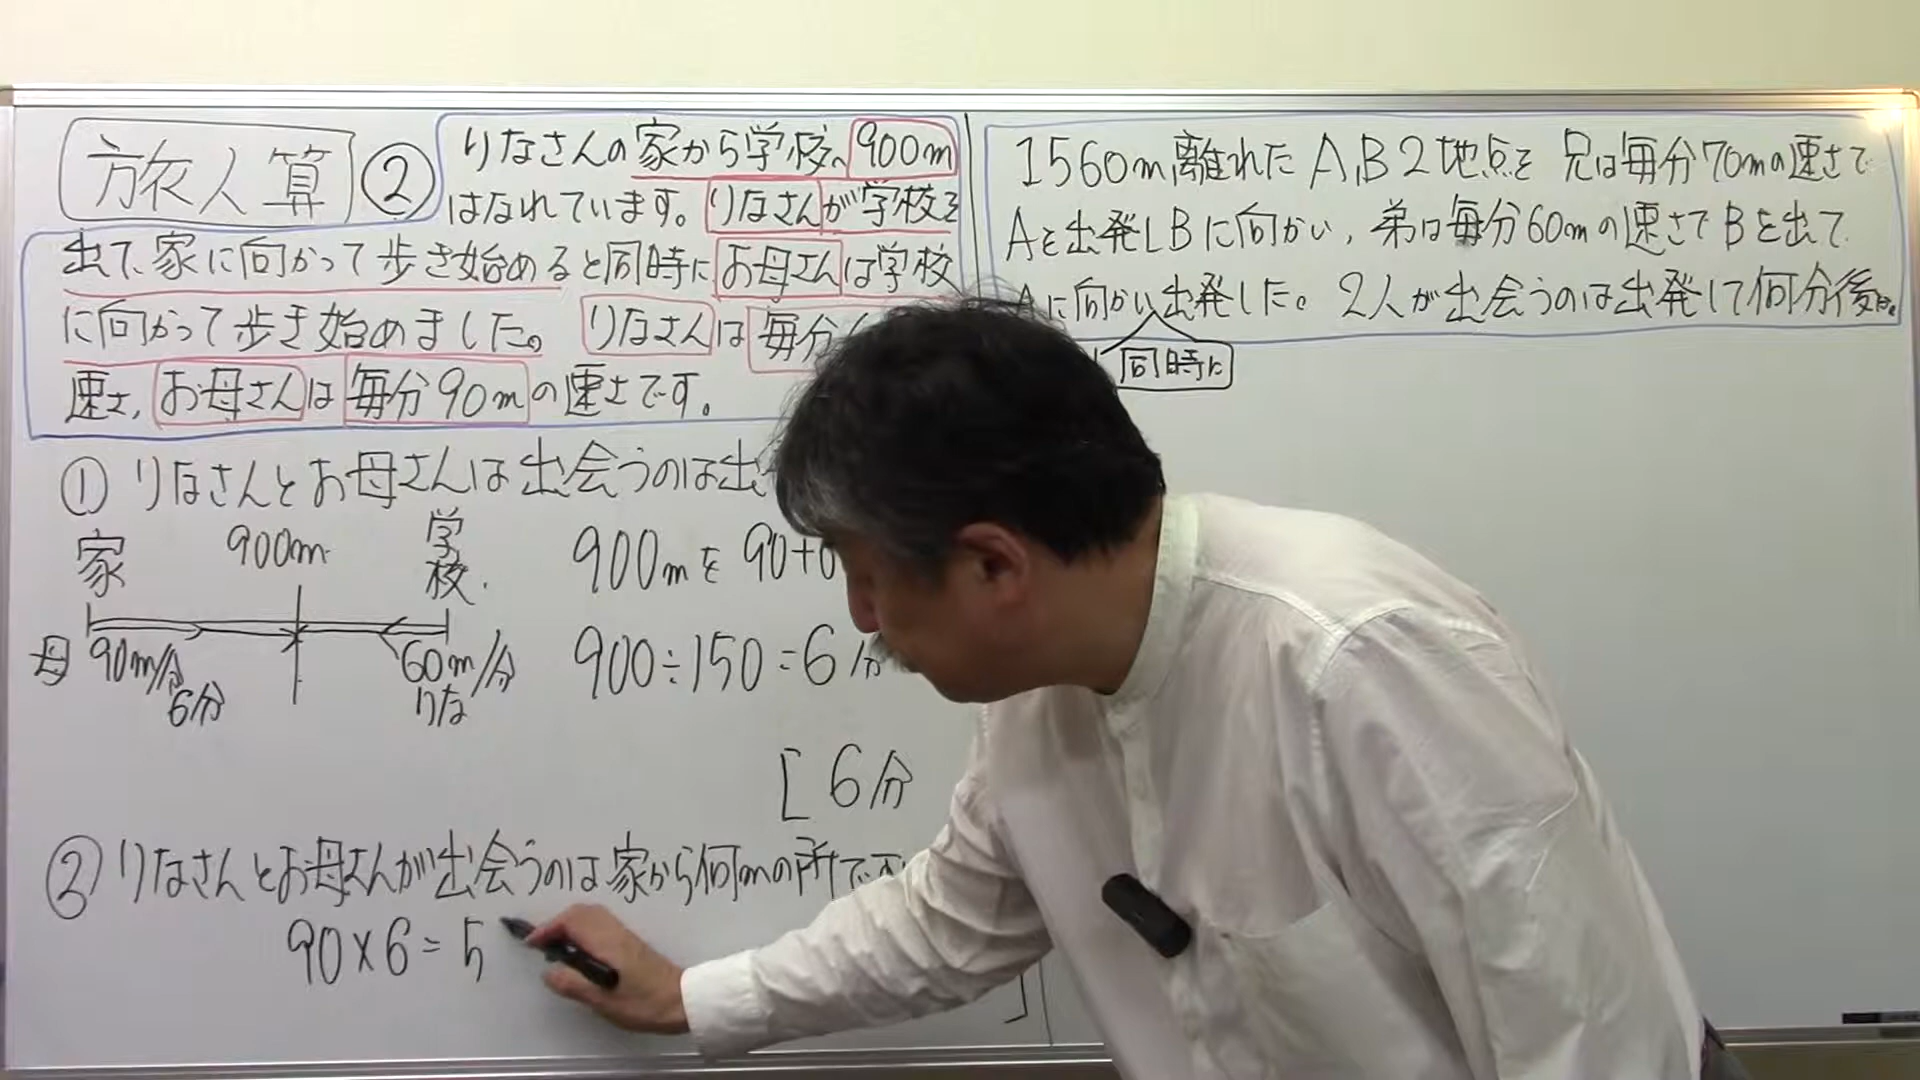 旅人算 ②
りなさんの家から学校、900m
はなれています。りなさんが学校を
出て、家に向かって歩き始めると同時にお母さんは学校
に向かって歩き始めました。りなさんは毎分
速さ、お母さんは毎分90mの速さです。
① りなさんとお母さんは出会うのは出
家 900m 学校
母 90m/分 60m/分
6分 りな
900mを 90+6
900÷150=6分
[ 6分
② りなさんとお母さんが出会うのは家から何mの所で
90×6=5
]
1560m離れたA,B2地点を 兄は毎分70mの速さで
Aを出発しBに向かい,弟は毎分60mの速さでBを出て
Aに向かい出発した。2人が出会うのは出発して何分後は。
同時に